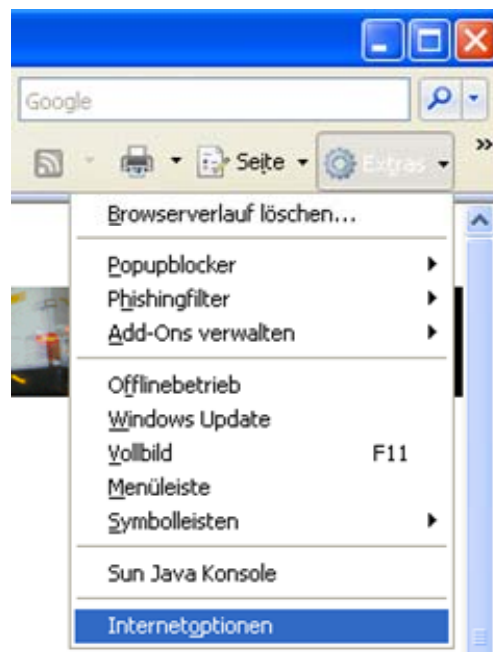 Google
Seite
Extras
»
Browserverlauf löschen...
Popupblocker
Phishingfilter
Add-Ons verwalten
Offlinebetrieb
Windows Update
Vollbild F11
Menüleiste
Symbolleisten
Sun Java Konsole
Internetoptionen